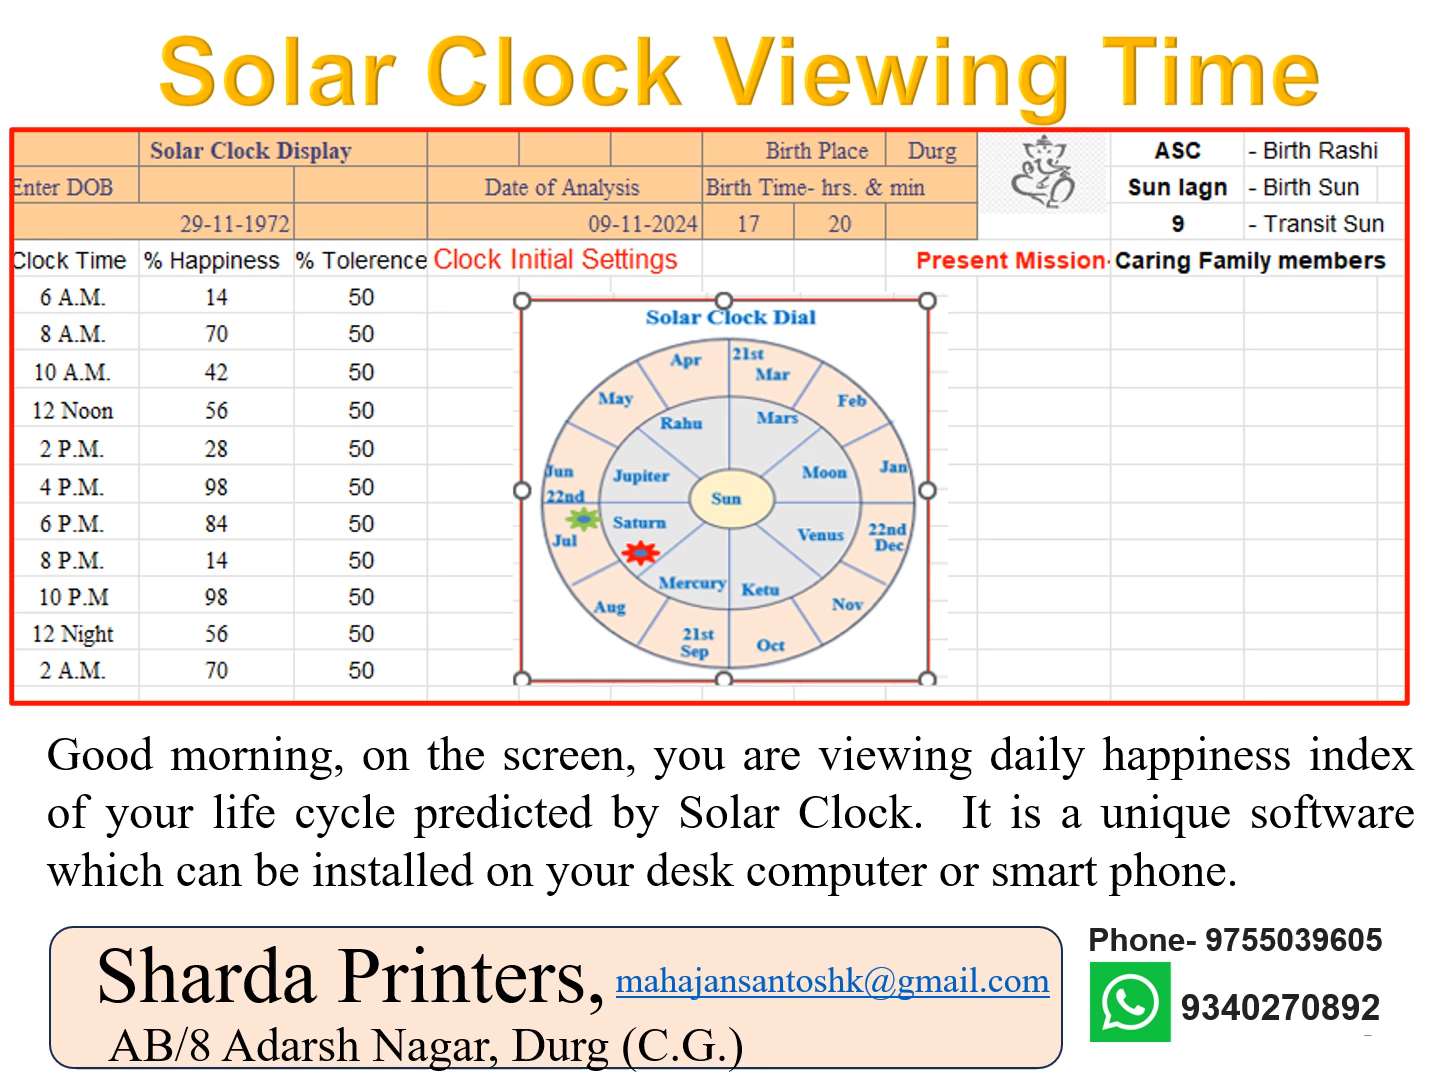 Solar Clock Viewing Time
Solar Clock Display Birth Place Durg ASC - Birth Rashi
Enter DOB Date of Analysis Birth Time- hrs. & min Sun lagn - Birth Sun
29-11-1972 09-11-2024 17 20 9 - Transit Sun
Clock Time % Happiness % Tolerence Clock Initial Settings Present Mission- Caring Family members
6 A.M. 14 50
8 A.M. 70 50
10 A.M. 42 50
12 Noon 56 50
2 P.M. 28 50
4 P.M. 98 50
6 P.M. 84 50
8 P.M. 14 50
10 P.M 98 50
12 Night 56 50
2 A.M. 70 50
Solar Clock Dial
Apr 21st
Mar
May Feb
Rahu Mars
Jun Jupiter Moon Jan
22nd Sun
Saturn Venus 22nd
Jul Dec
Mercury Ketu
Aug Nov
21st Oct
Sep
Good morning, on the screen, you are viewing daily happiness index
of your life cycle predicted by Solar Clock. It is a unique software
which can be installed on your desk computer or smart phone.
Sharda Printers, mahajansantoshk@gmail.com
AB/8 Adarsh Nagar, Durg (C.G.)
Phone- 9755039605
9340270892